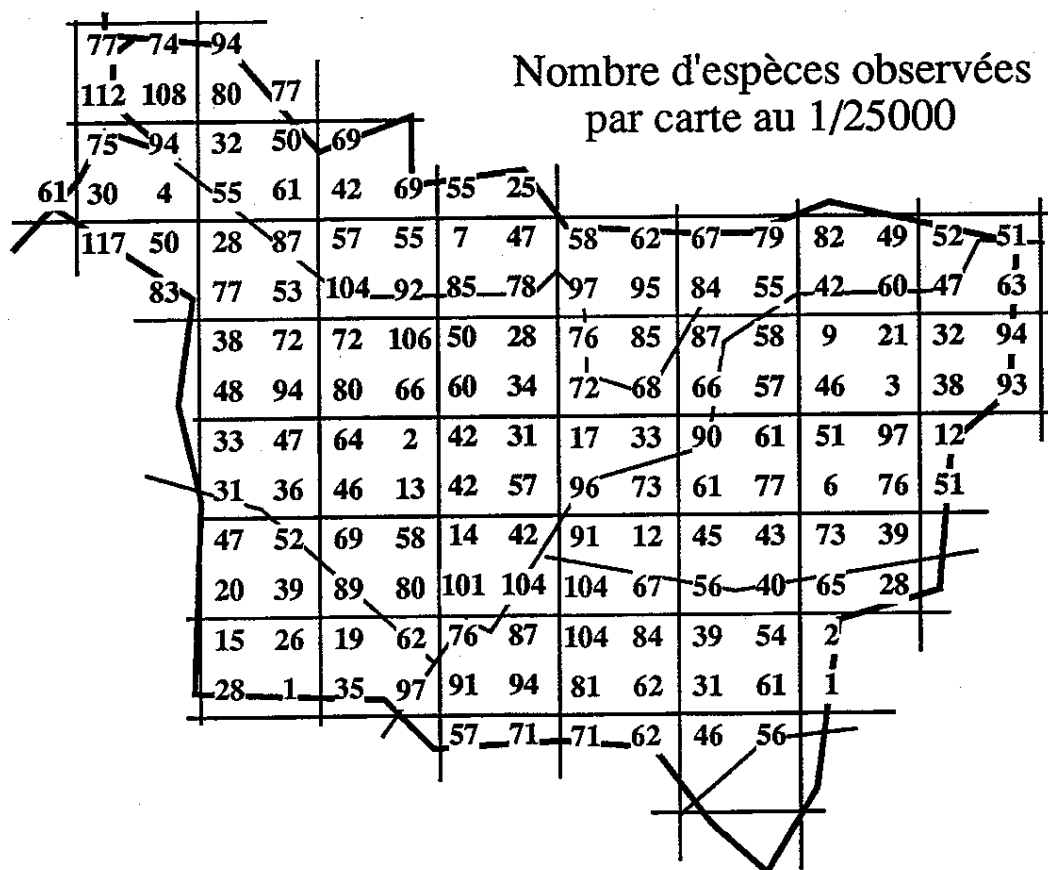 77 74 94
Nombre d'espèces observées
112 108 80 77
par carte au 1/25000
75 94 32 50 69
61 30 4 55 61 42 69 55 25
117 50 28 87 57 55 7 47 58 62 67 79 82 49 52 51
83 77 53 104 92 85 78 97 95 84 55 42 60 47 63
38 72 72 106 50 28 76 85 87 58 9 21 32 94
48 94 80 66 60 34 72 68 66 57 46 3 38 93
33 47 64 2 42 31 17 33 90 61 51 97 12
31 36 46 13 42 57 96 73 61 77 6 76 51
47 52 69 58 14 42 91 12 45 43 73 39
20 39 89 80 101 104 104 67 56 40 65 28
15 26 19 62 76 87 104 84 39 54 2
28 1 35 97 91 94 81 62 31 61 1
57 71 71 62 46 56